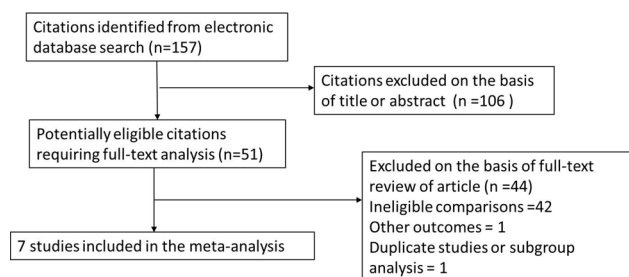 Citations identified from electronic
database search (n=157)
Citations excluded on the basis
of title or abstract (n =106 )
Potentially eligible citations
requiring full-text analysis (n=51)
Excluded on the basis of full-text
review of article (n =44)
Ineligible comparisons =42
Other outcomes = 1
Duplicate studies or subgroup
analysis = 1
7 studies included in the meta-analysis